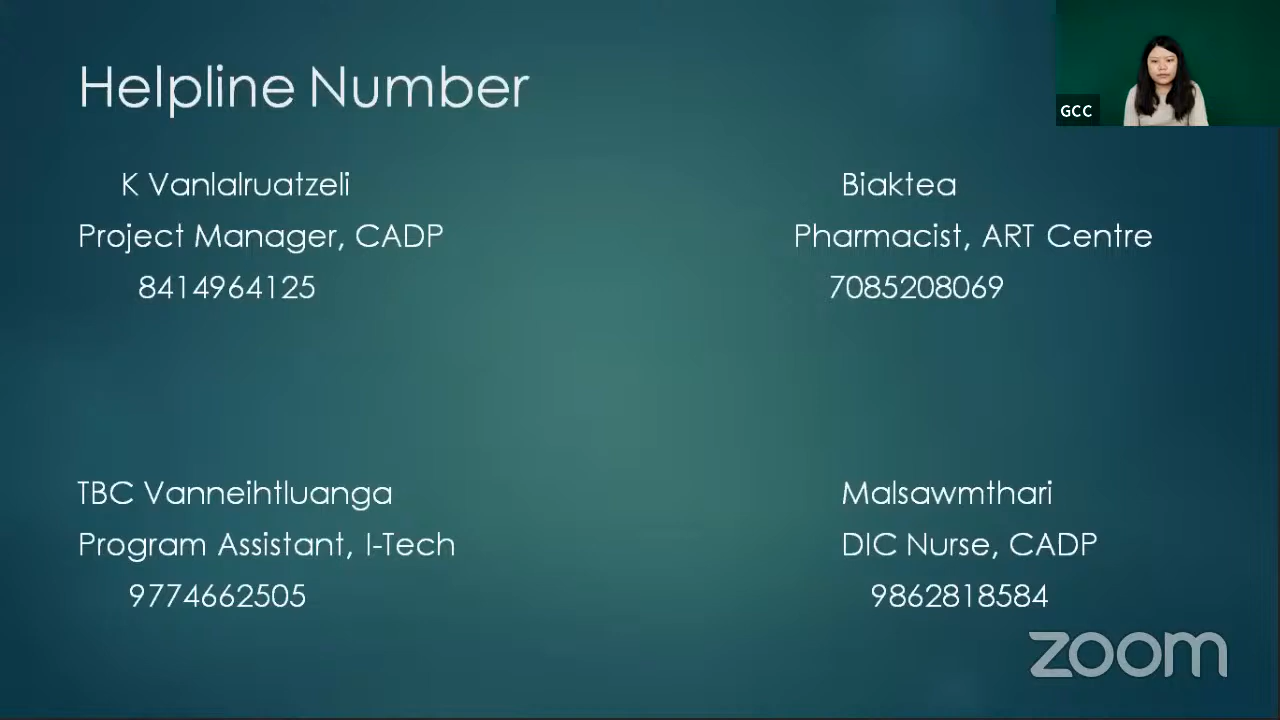 Helpline Number
GCC
K Vanlalruatzeli
Project Manager, CADP
8414964125
Biaktea
Pharmacist, ART Centre
7085208069
TBC Vanneihtluanga
Program Assistant, I-Tech
9774662505
Malsawmthari
DIC Nurse, CADP
9862818584
zoom